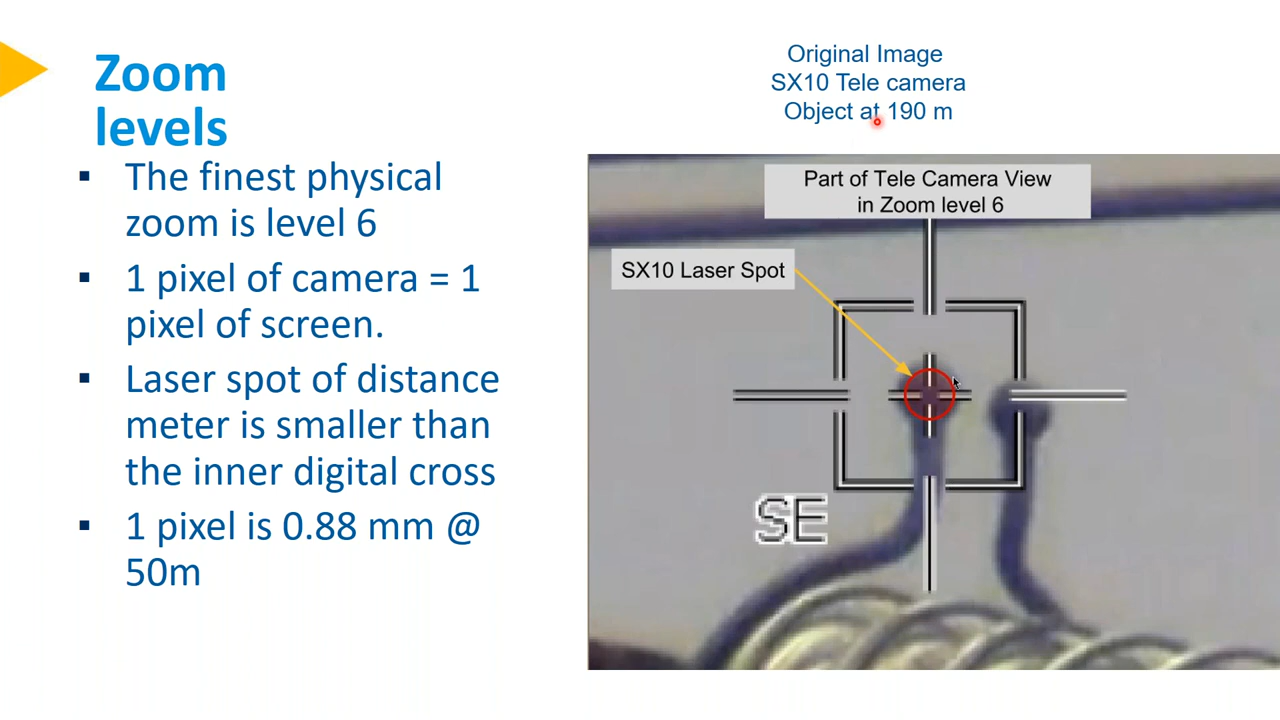 Zoom
levels
▪ The finest physical
zoom is level 6
▪ 1 pixel of camera = 1
pixel of screen.
▪ Laser spot of distance
meter is smaller than
the inner digital cross
▪ 1 pixel is 0.88 mm @
50m
Original Image
SX10 Tele camera
Object at 190 m
Part of Tele Camera View
in Zoom level 6
SX10 Laser Spot
SE